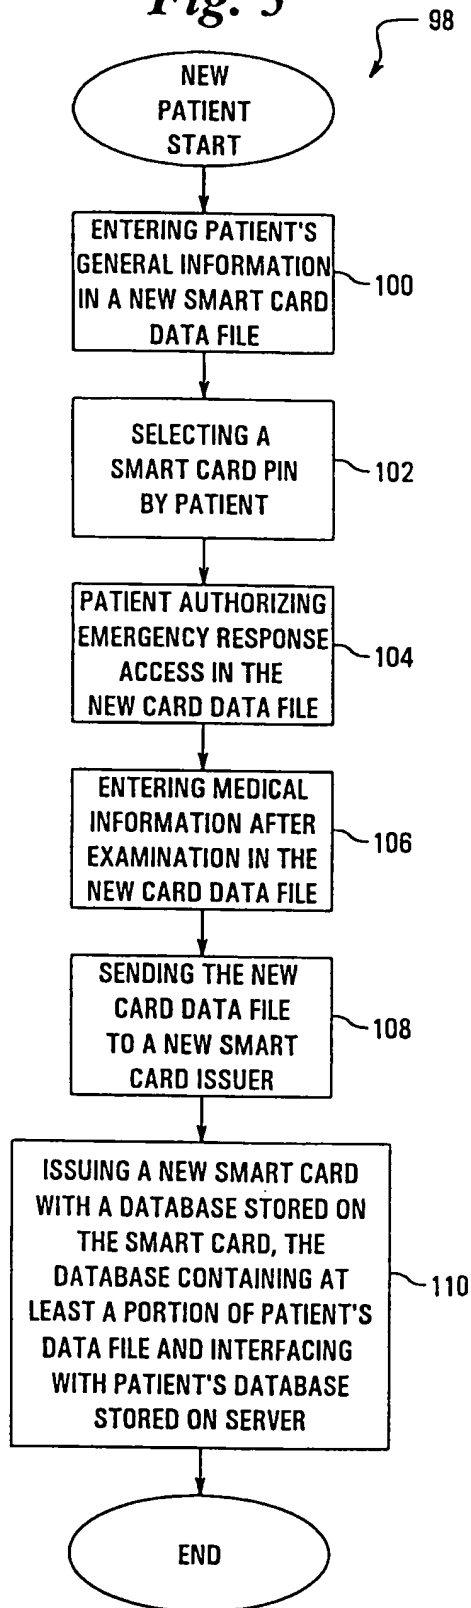 98
NEW
PATIENT
START
ENTERING PATIENT'S
GENERAL INFORMATION
IN A NEW SMART CARD
DATA FILE
100
SELECTING A
SMART CARD PIN
BY PATIENT
102
PATIENT AUTHORIZING
EMERGENCY RESPONSE
ACCESS IN THE
NEW CARD DATA FILE
104
ENTERING MEDICAL
INFORMATION AFTER
EXAMINATION IN THE
NEW CARD DATA FILE
106
SENDING THE NEW
CARD DATA FILE
TO A NEW SMART
CARD ISSUER
108
ISSUING A NEW SMART CARD
WITH A DATABASE STORED ON
THE SMART CARD, THE
DATABASE CONTAINING AT
LEAST A PORTION OF PATIENT'S
DATA FILE AND INTERFACING
WITH PATIENT'S DATABASE
STORED ON SERVER
110
END